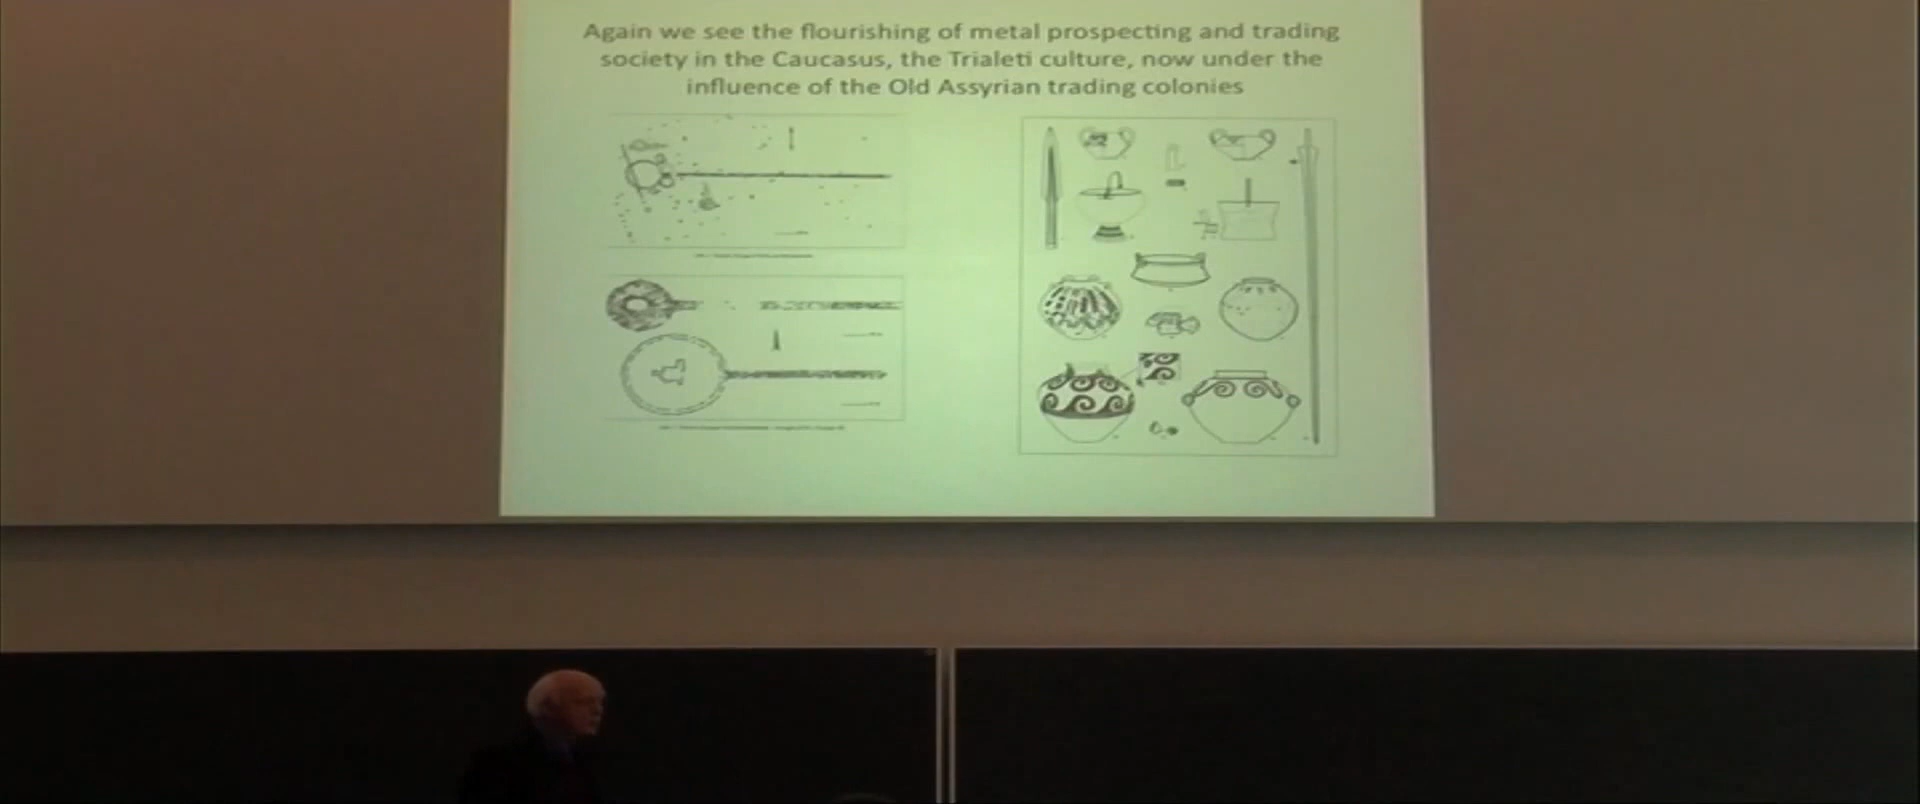 Again we see the flourishing of metal prospecting and trading
society in the Caucasus, the Trialeti culture, now under the
influence of the Old Assyrian trading colonies